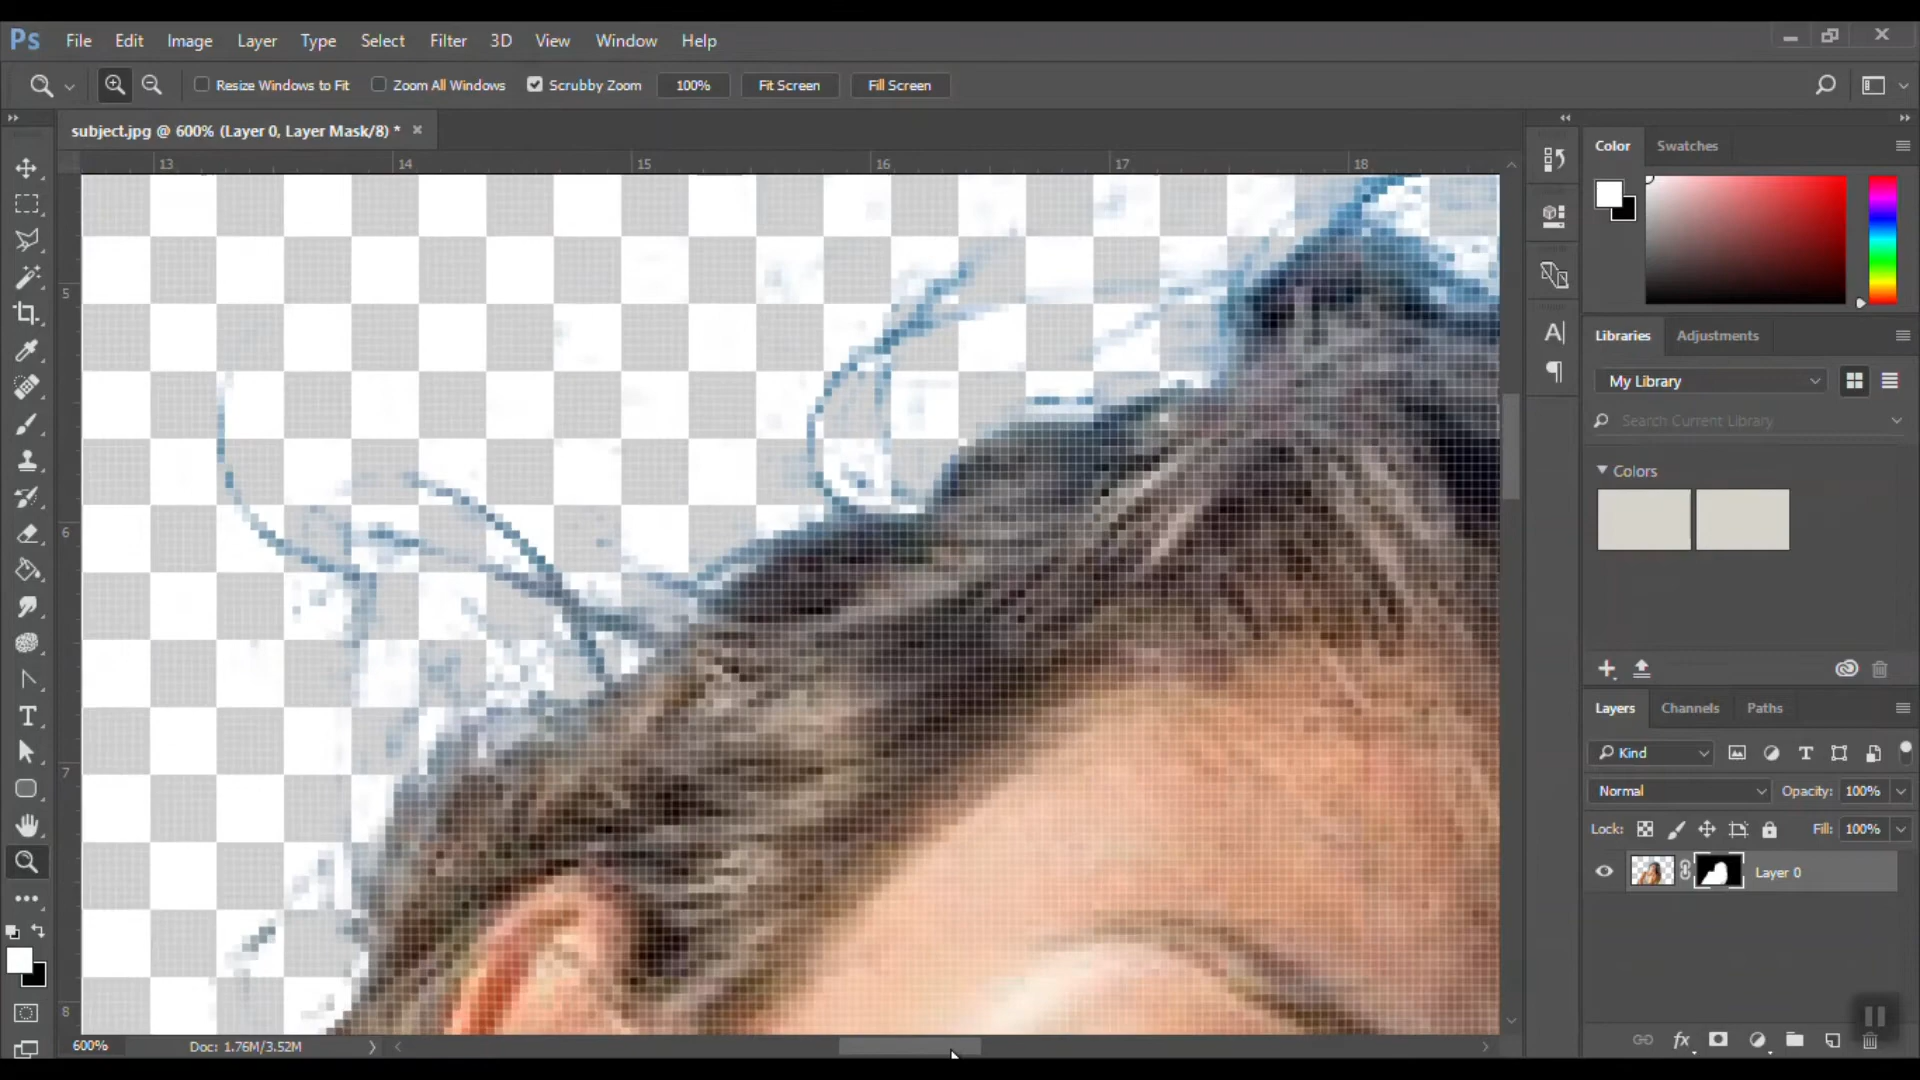 Ps File Edit Image Layer Type Select Filter 3D View Window Help
Resize Windows to Fit Zoom All Windows Scrubby Zoom 100% Fit Screen Fill Screen
subject.jpg @ 600% (Layer 0, Layer Mask/8) *
13 14 15 16 17 18
5
6
7
8
600% Doc: 1.76M/3.52M
Color Swatches
Libraries Adjustments
My Library
Search Current Library
Colors
Layers Channels Paths
Kind
Normal Opacity: 100%
Lock: Fill: 100%
Layer 0